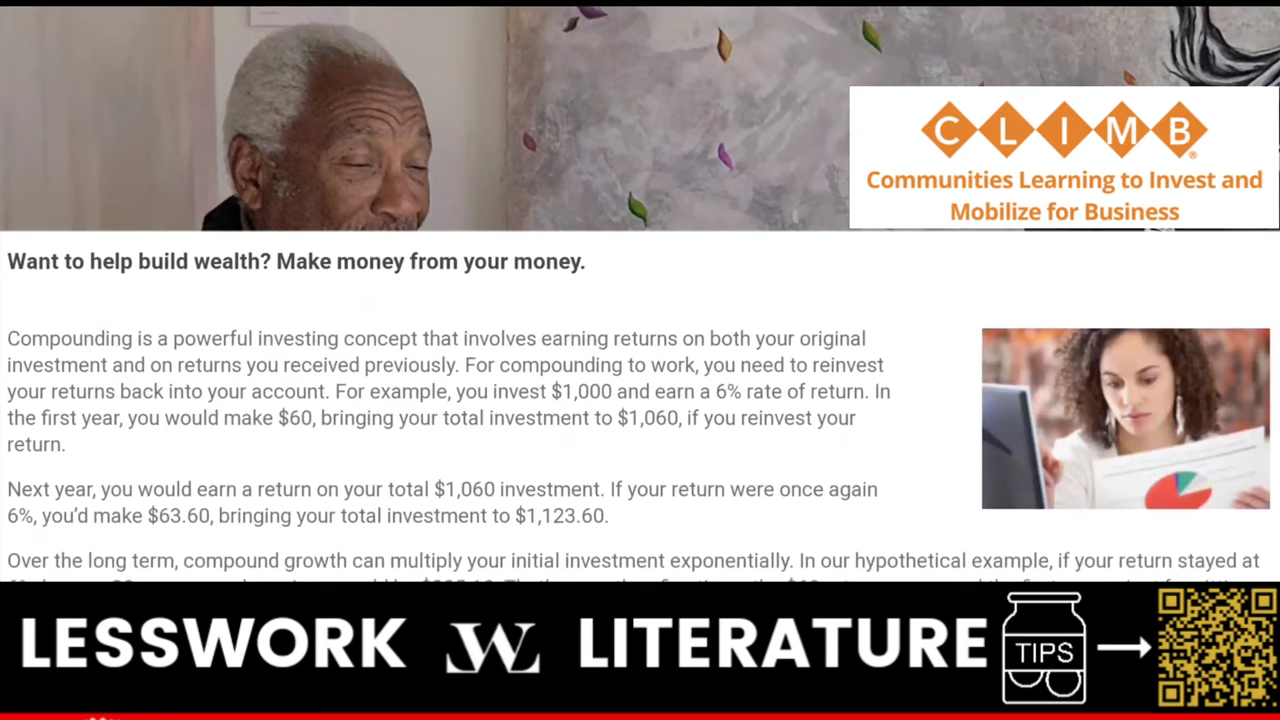 CLIMB®
Communities Learning to Invest and
Mobilize for Business
Want to help build wealth? Make money from your money.
Compounding is a powerful investing concept that involves earning returns on both your original
investment and on returns you received previously. For compounding to work, you need to reinvest
your returns back into your account. For example, you invest $1,000 and earn a 6% rate of return. In
the first year, you would make $60, bringing your total investment to $1,060, if you reinvest your
return.
Next year, you would earn a return on your total $1,060 investment. If your return were once again
6%, you’d make $63.60, bringing your total investment to $1,123.60.
Over the long term, compound growth can multiply your initial investment exponentially. In our hypothetical example, if your return stayed at
LESSWORK LITERATURE
TIPS